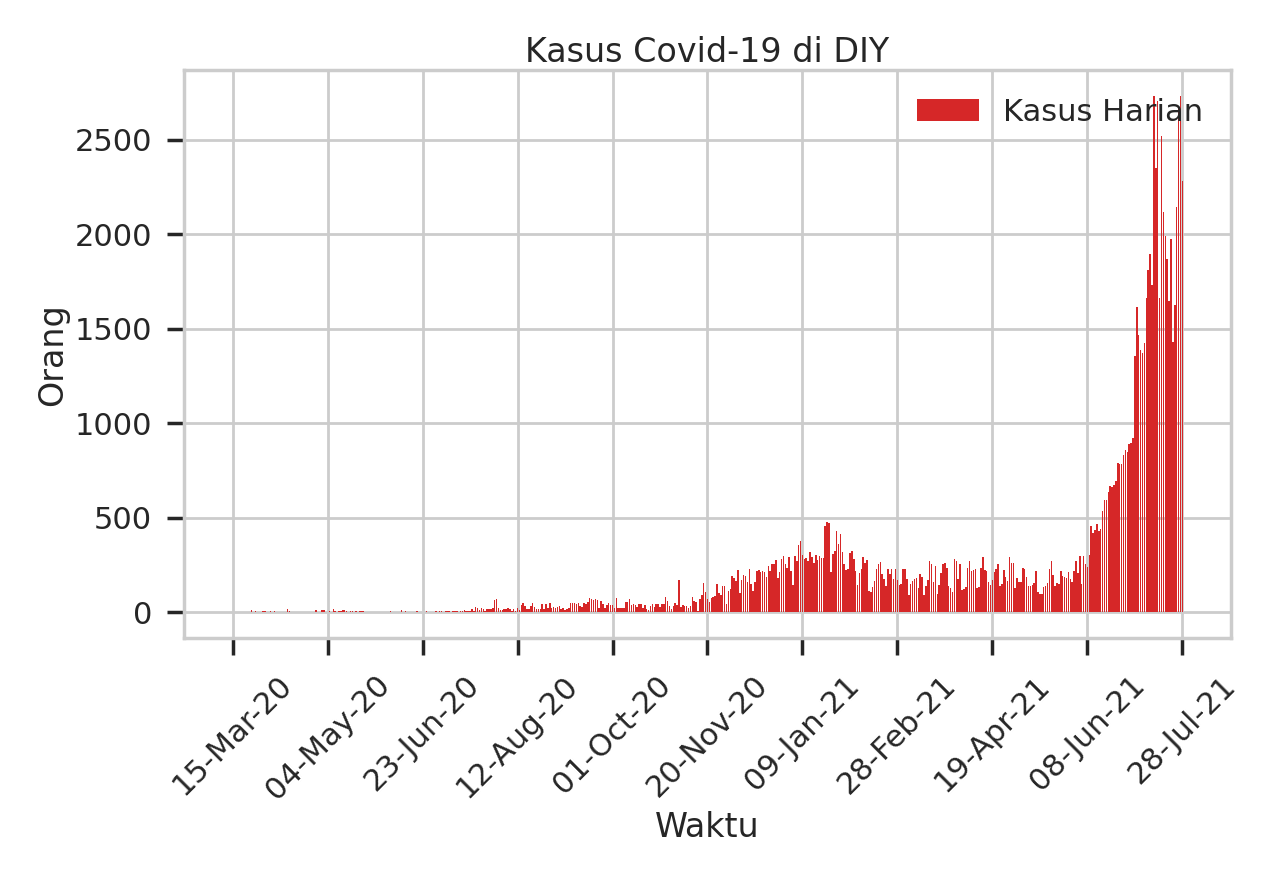 Kasus Covid-19 di DIY
Kasus Harian
Orang
2500
2000
1500
1000
500
0
15-Mar-20
04-May-20
23-Jun-20
12-Aug-20
01-Oct-20
20-Nov-20
09-Jan-21
28-Feb-21
19-Apr-21
08-Jun-21
28-Jul-21
Waktu